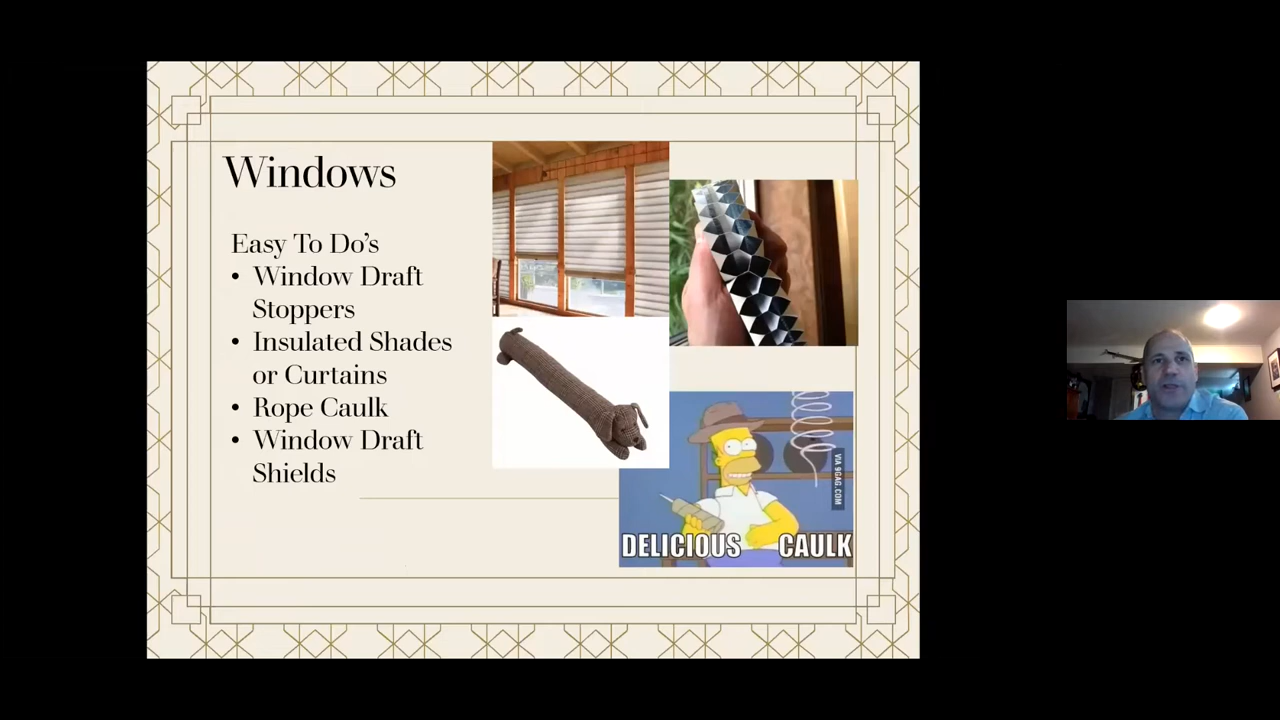 Windows
Easy To Do’s
• Window Draft
Stoppers
• Insulated Shades
or Curtains
• Rope Caulk
• Window Draft
Shields
VIA 9GAG.COM
DELICIOUS CAULK